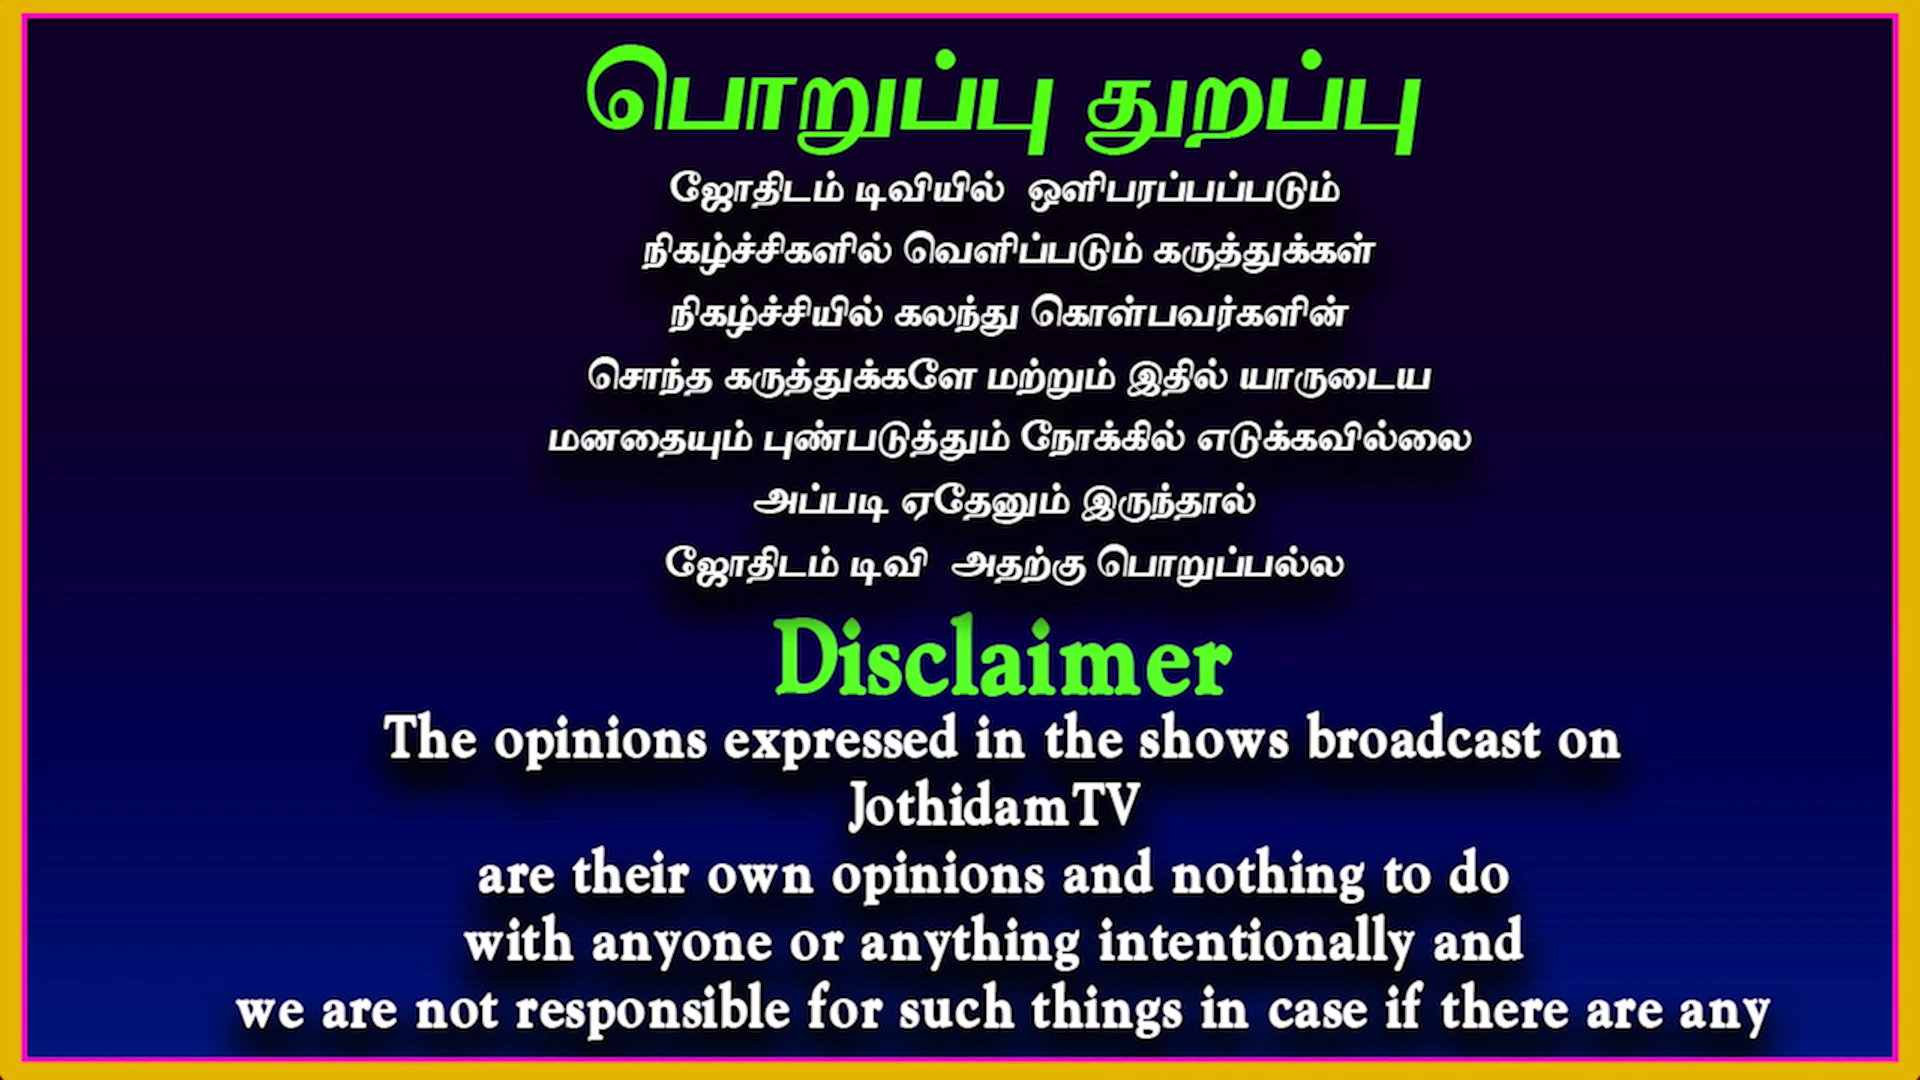 பொறுப்பு துறப்பு
ஜோதிடம் டிவியில் ஒளிபரப்பப்படும்
நிகழ்ச்சிகளில் வெளிப்படும் கருத்துக்கள்
நிகழ்ச்சியில் கலந்து கொள்பவர்களின்
சொந்த கருத்துக்களே மற்றும் இதில் யாருடைய
மனதையும் புண்படுத்தும் நோக்கில் எடுக்கவில்லை
அப்படி ஏதேனும் இருந்தால்
ஜோதிடம் டிவி அதற்கு பொறுப்பல்ல
Disclaimer
The opinions expressed in the shows broadcast on
JothidamTV
are their own opinions and nothing to do
with anyone or anything intentionally and
we are not responsible for such things in case if there are any